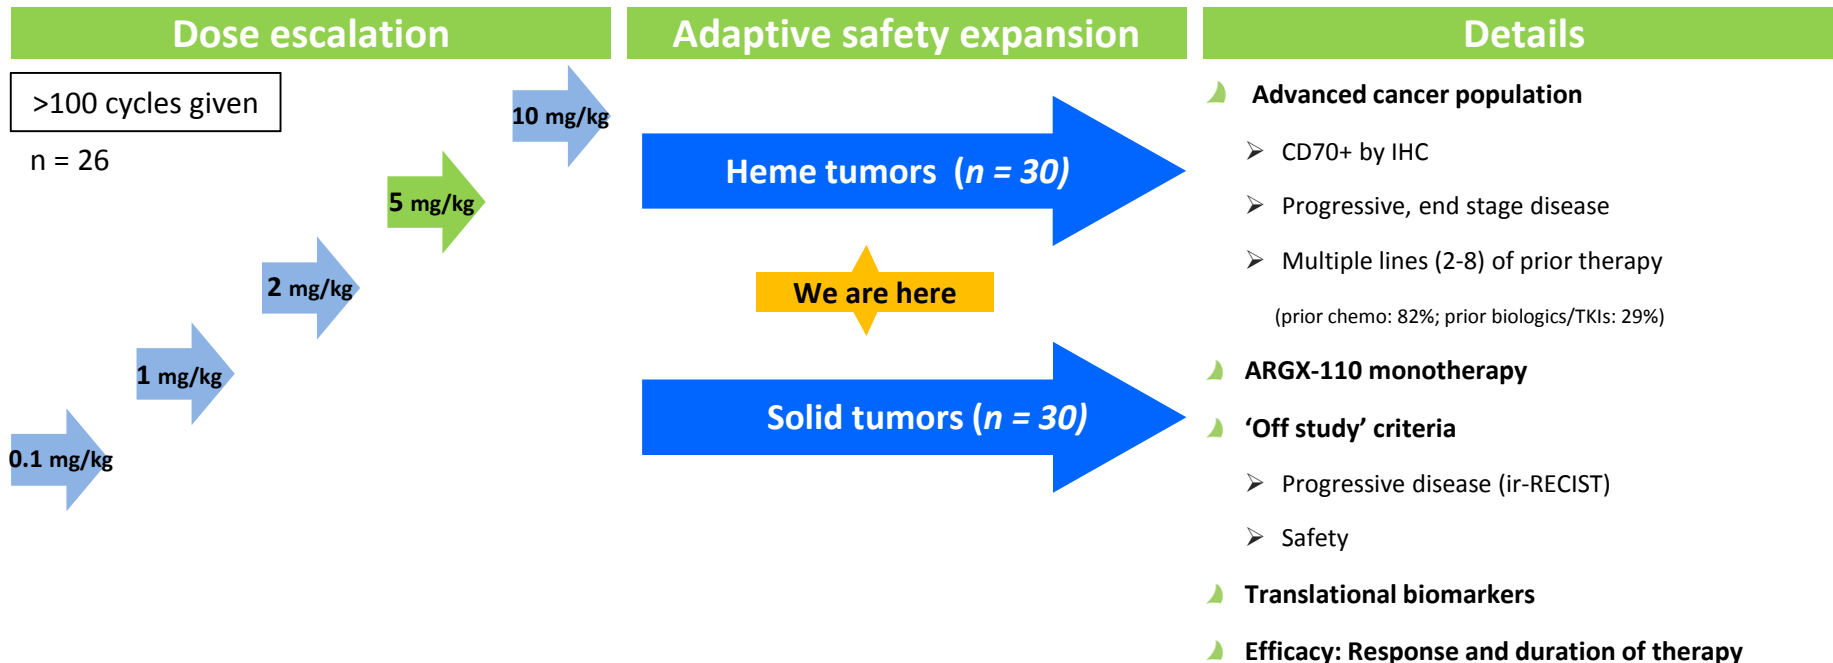 Dose escalation
>100 cycles given
n = 26
0.1 mg/kg
1 mg/kg
2 mg/kg
5 mg/kg
10 mg/kg
Adaptive safety expansion
Heme tumors (n = 30)
We are here
Solid tumors (n = 30)
Details
Advanced cancer population
CD70+ by IHC
Progressive, end stage disease
Multiple lines (2-8) of prior therapy
(prior chemo: 82%; prior biologics/TKIs: 29%)
ARGX-110 monotherapy
‘Off study’ criteria
Progressive disease (ir-RECIST)
Safety
Translational biomarkers
Efficacy: Response and duration of therapy